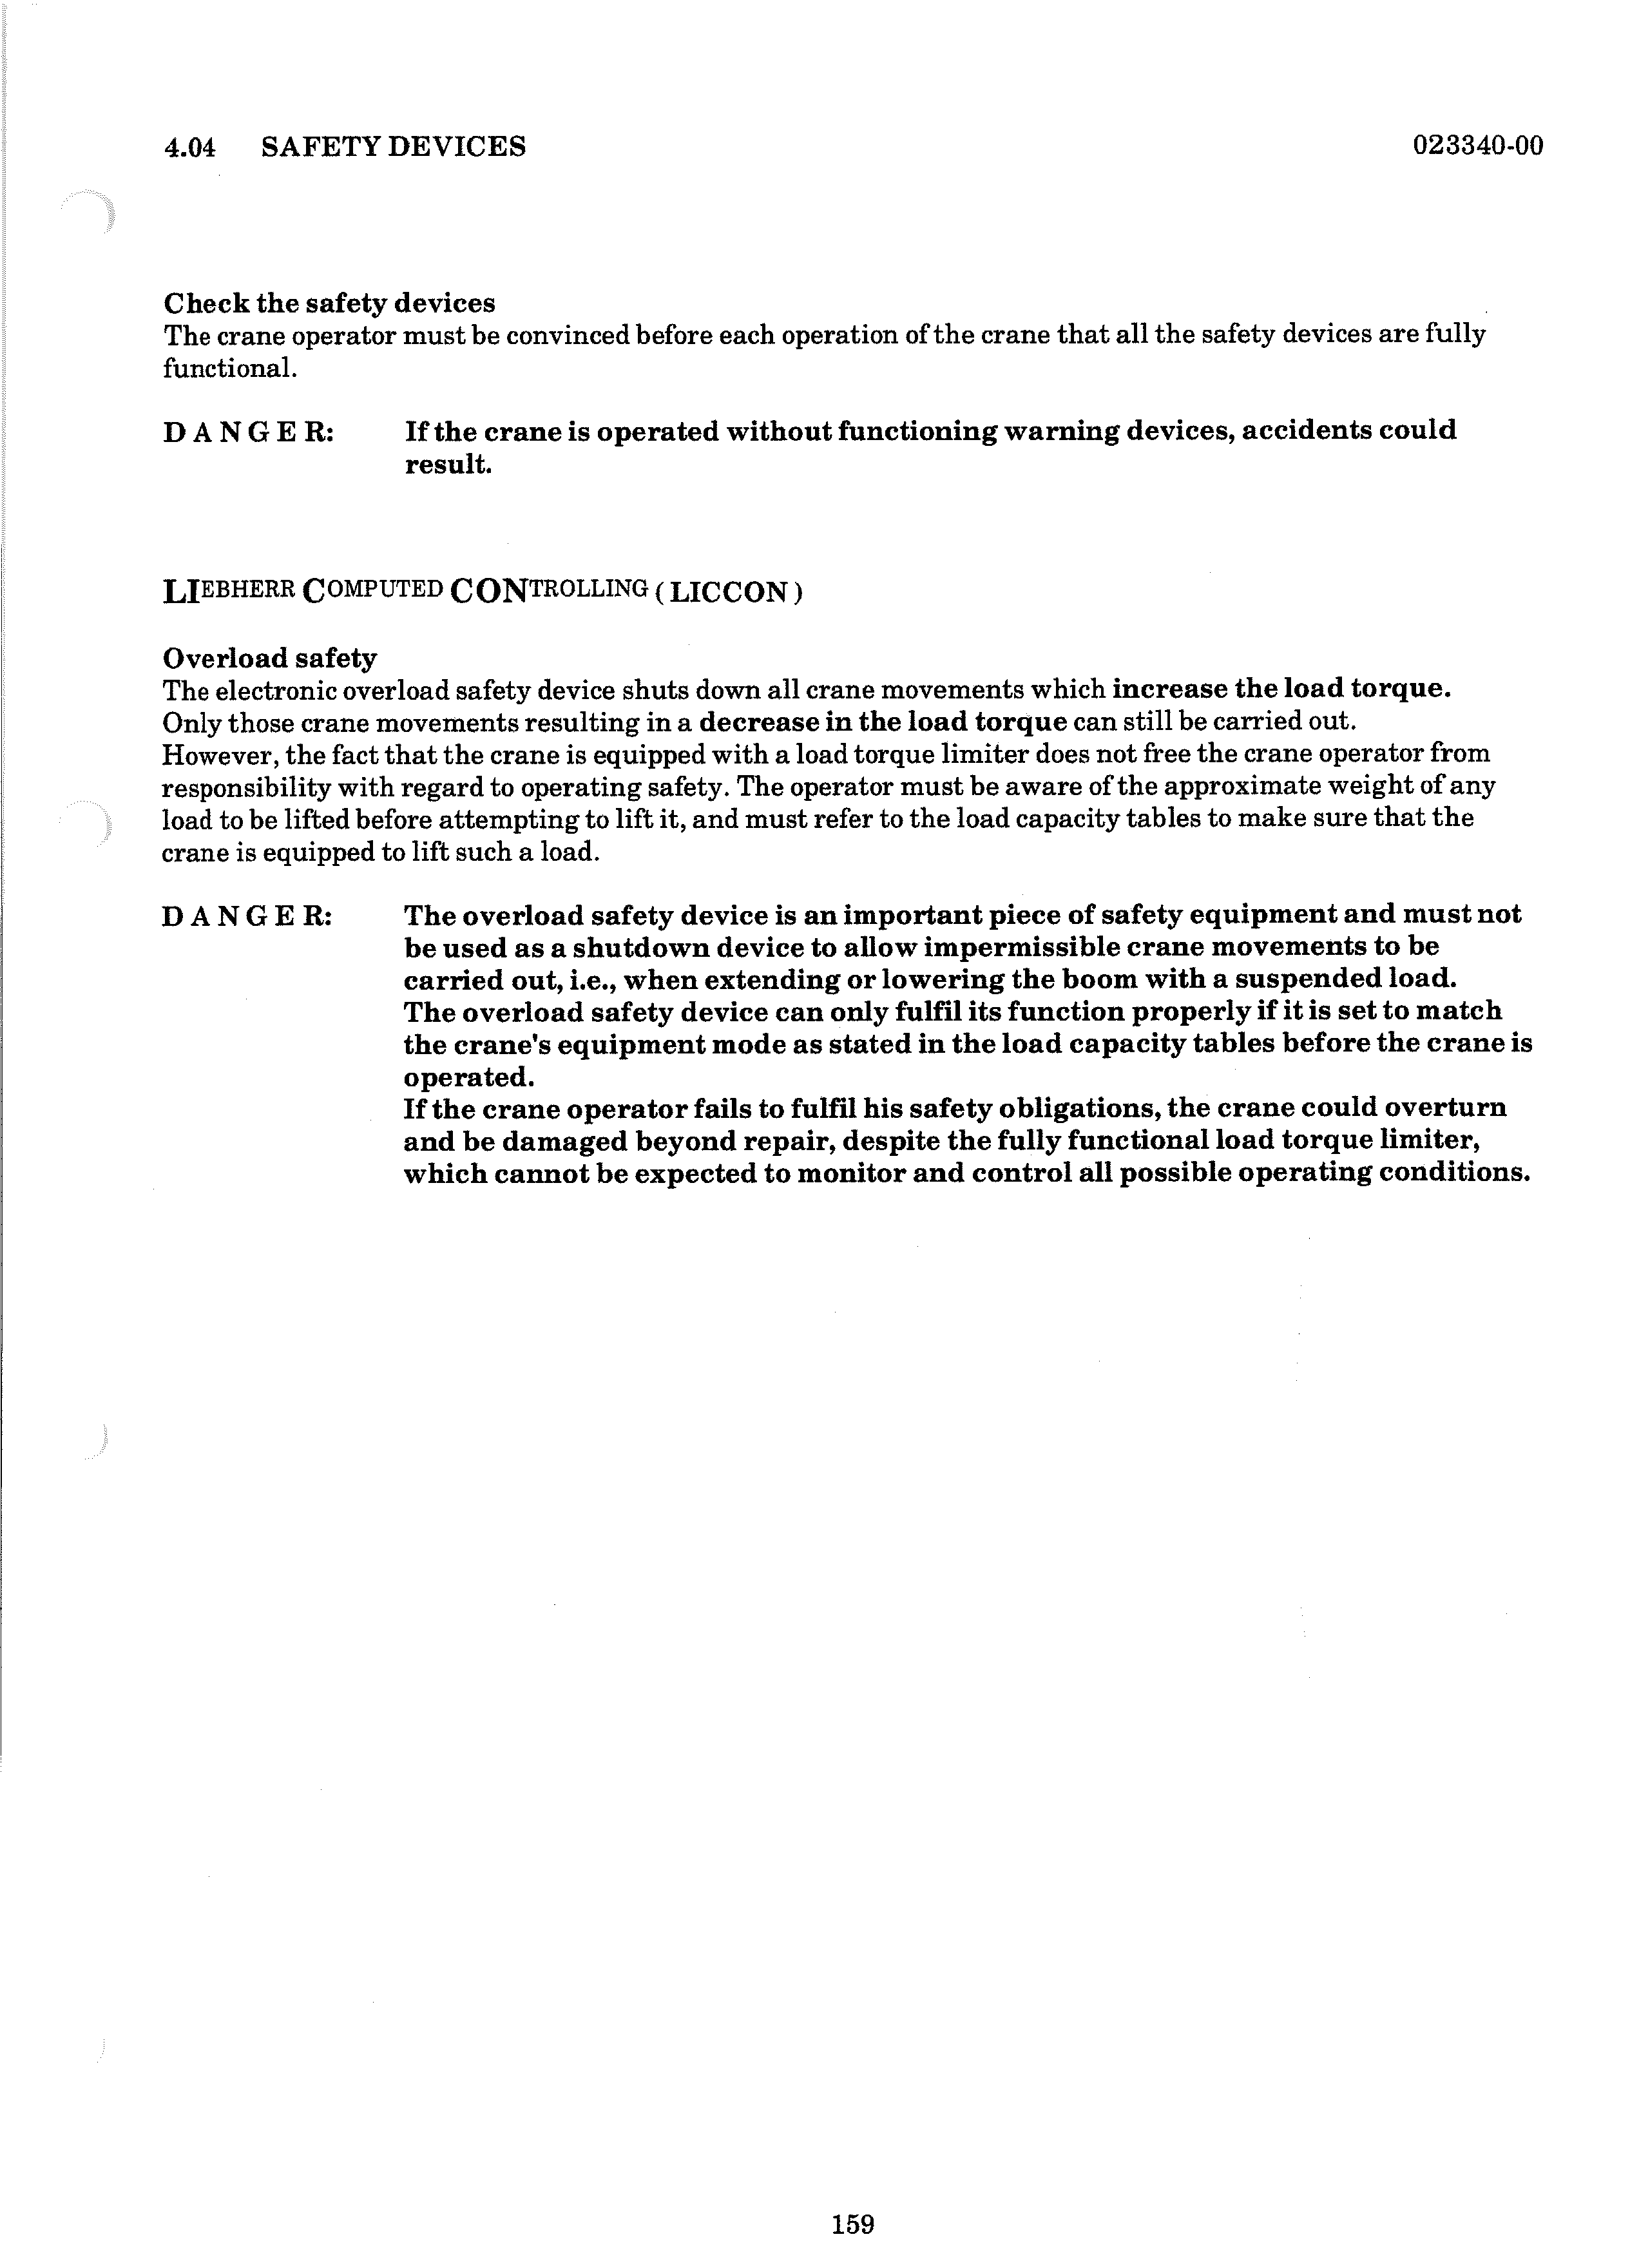 4.04 SAFETY DEVICES 023340-00
Check the safety devices
The crane operator must be convinced before each operation of the crane that all the safety devices are fully
functional.
D A N G E R: If the crane is operated without functioning warning devices, accidents could
result.
LIEBHERR COMPUTED CONTROLLING ( LICCON )
Overload safety
The electronic overload safety device shuts down all crane movements which increase the load torque.
Only those crane movements resulting in a decrease in the load torque can still be carried out.
However, the fact that the crane is equipped with a load torque limiter does not free the crane operator from
responsibility with regard to operating safety. The operator must be aware of the approximate weight of any
load to be lifted before attempting to lift it, and must refer to the load capacity tables to make sure that the
crane is equipped to lift such a load.
D A N G E R: The overload safety device is an important piece of safety equipment and must not
be used as a shutdown device to allow impermissible crane movements to be
carried out, i.e., when extending or lowering the boom with a suspended load.
The overload safety device can only fulfil its function properly if it is set to match
the crane's equipment mode as stated in the load capacity tables before the crane is
operated.
If the crane operator fails to fulfil his safety obligations, the crane could overturn
and be damaged beyond repair, despite the fully functional load torque limiter,
which cannot be expected to monitor and control all possible operating conditions.
159